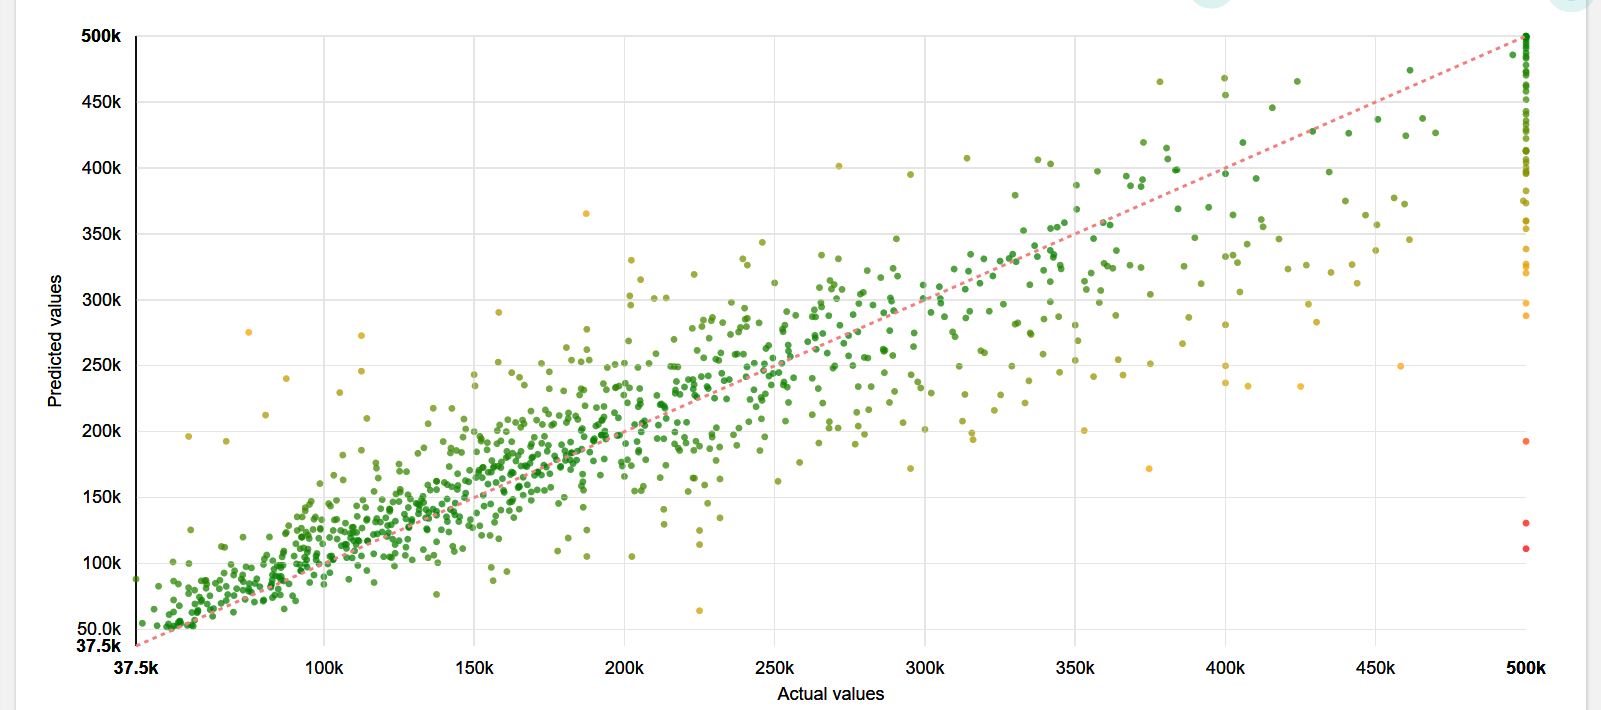 500k
450k
400k
350k
300k
250k
200k
150k
100k
50.0k
37.5k
Predicted values
37.5k 100k 150k 200k 250k 300k 350k 400k 450k 500k
Actual values